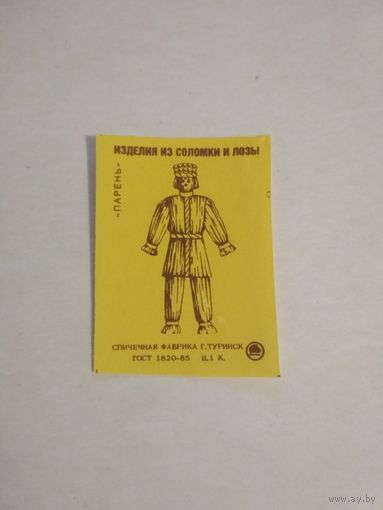 ИЗДЕЛИЯ ИЗ СОЛОМКИ И ЛОЗЫ
«ПАРЕНЬ»
СПИЧЕЧНАЯ ФАБРИКА Г. ТУРИНСК
ГОСТ 1820-85 Ц.1 К.
www.ay.by